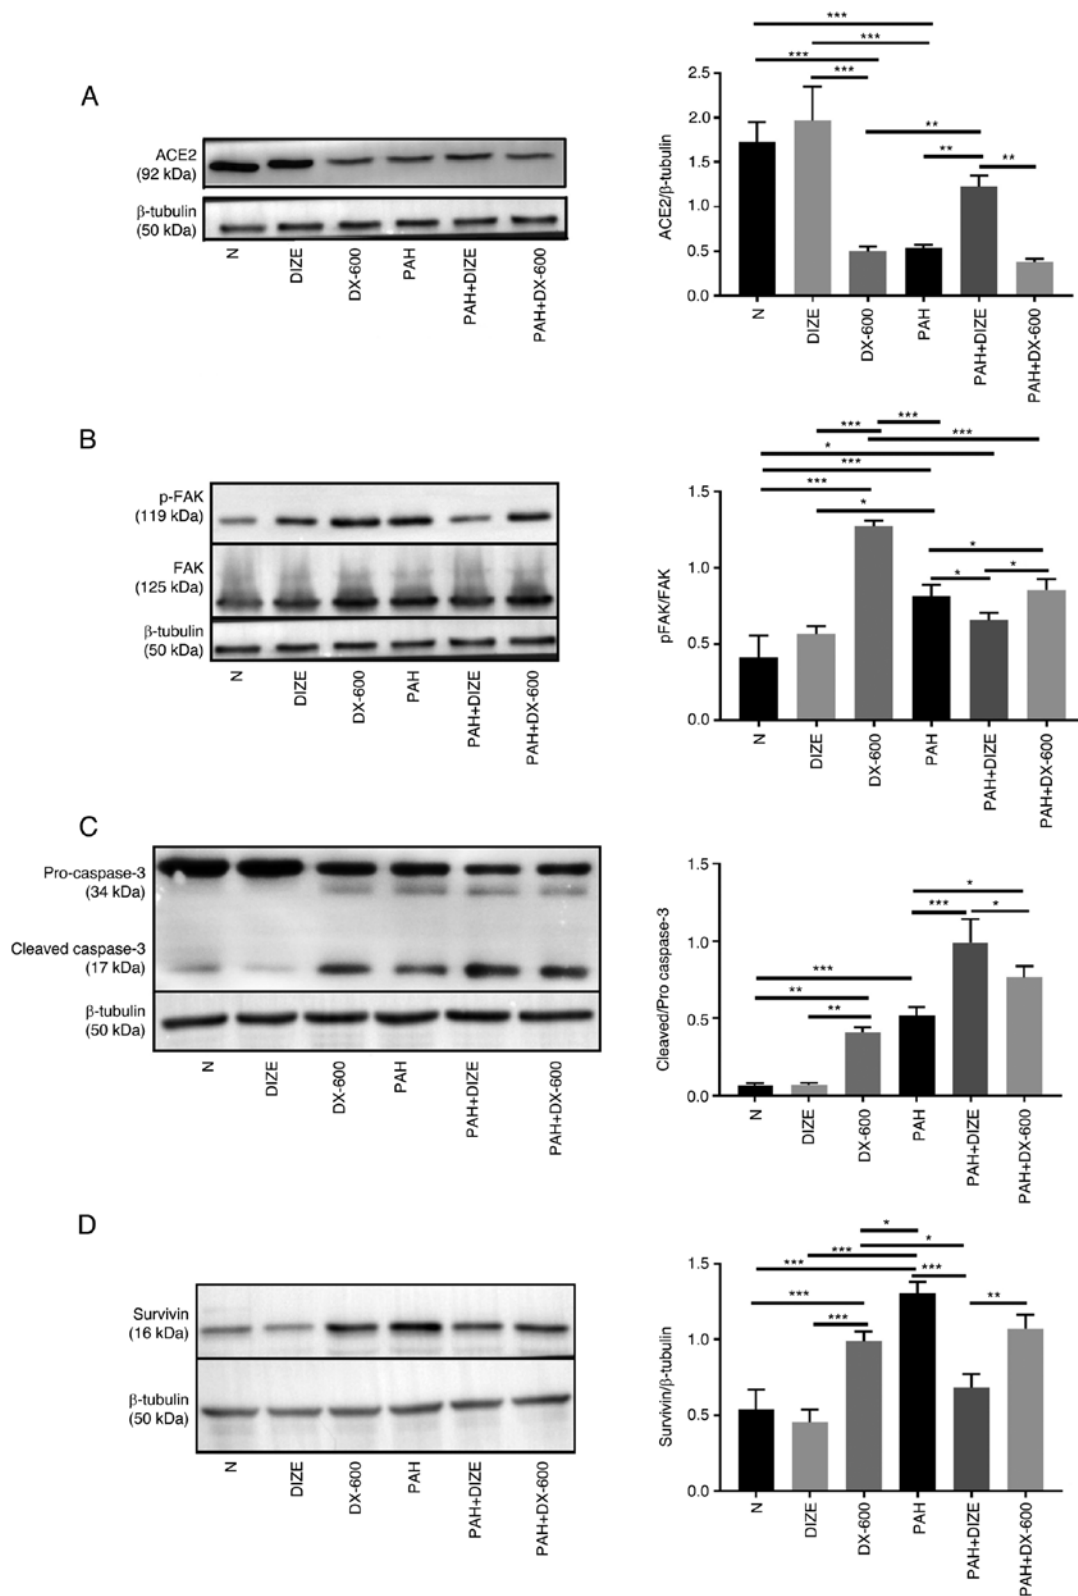 A
ACE2
(92 kDa)
β-tubulin
(50 kDa)
N
DIZE
DX-600
PAH
PAH+DIZE
PAH+DX-600
***
***
***
***
**
**
**
2.5
2.0
1.5
1.0
0.5
0.0
ACE2/β-tubulin
N
DIZE
DX-600
PAH
PAH+DIZE
PAH+DX-600
B
p-FAK
(119 kDa)
FAK
(125 kDa)
β-tubulin
(50 kDa)
N
DIZE
DX-600
PAH
PAH+DIZE
PAH+DX-600
***
***
***
*
***
***
*
*
*
*
1.5
1.0
0.5
0.0
pFAK/FAK
N
DIZE
DX-600
PAH
PAH+DIZE
PAH+DX-600
C
Pro-caspase-3
(34 kDa)
Cleaved caspase-3
(17 kDa)
β-tubulin
(50 kDa)
N
DIZE
DX-600
PAH
PAH+DIZE
PAH+DX-600
*
***
*
***
**
**
1.5
1.0
0.5
0.0
Cleaved/Pro caspase-3
N
DIZE
DX-600
PAH
PAH+DIZE
PAH+DX-600
D
Survivin
(16 kDa)
β-tubulin
(50 kDa)
N
DIZE
DX-600
PAH
PAH+DIZE
PAH+DX-600
*
*
***
***
***
***
**
***
1.5
1.0
0.5
0.0
Survivin/β-tubulin
N
DIZE
DX-600
PAH
PAH+DIZE
PAH+DX-600